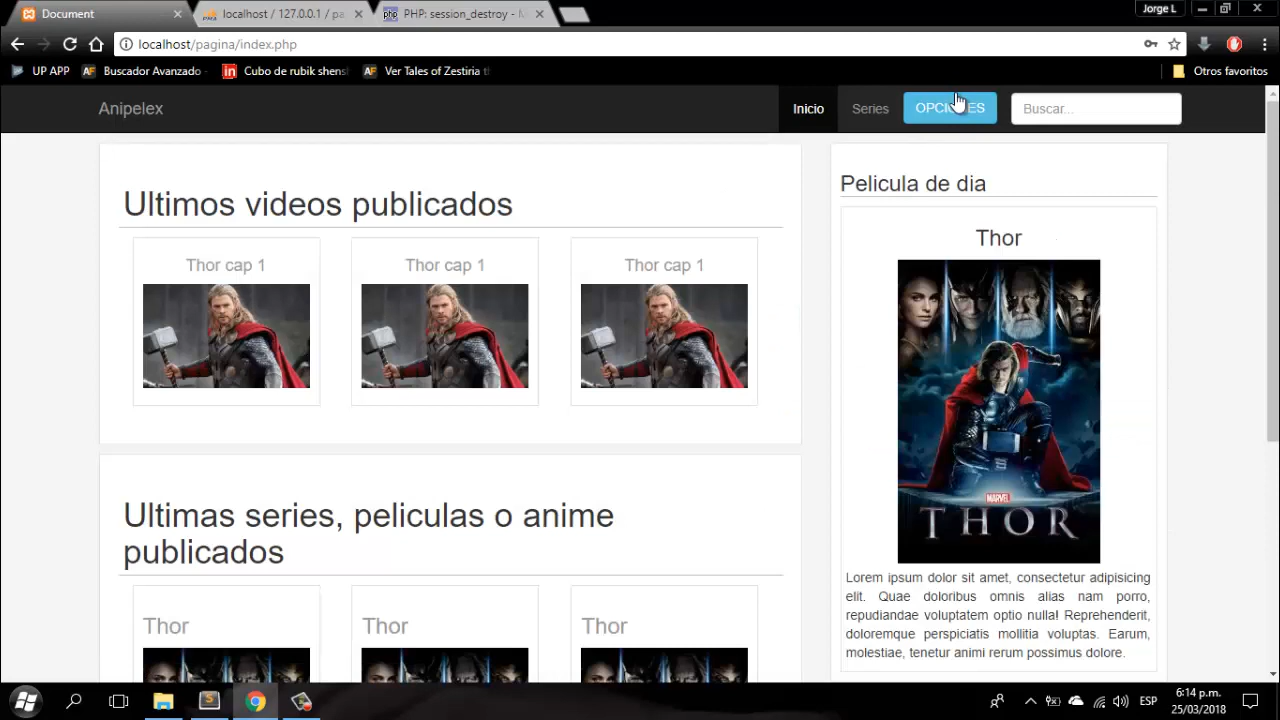 Document
localhost / 127.0.0.1 / pa
PHP: session_destroy - M
Jorge L
localhost/pagina/index.php
UP APP
Buscador Avanzado -
Cubo de rubik shens
Ver Tales of Zestiria th
Otros favoritos
Anipelex
Inicio
Series
OPCIONES
Buscar...
Ultimos videos publicados
Thor cap 1
Thor cap 1
Thor cap 1
Ultimas series, peliculas o anime
publicados
Thor
Thor
Thor
Pelicula de dia
Thor
MARVEL
THOR
Lorem ipsum dolor sit amet, consectetur adipisicing
elit. Quae doloribus omnis alias nam porro,
repudiandae voluptatem optio nulla! Reprehenderit,
doloremque perspiciatis mollitia voluptas. Earum,
molestiae, tenetur animi rerum possimus dolore.
ESP
6:14 p.m.
25/03/2018